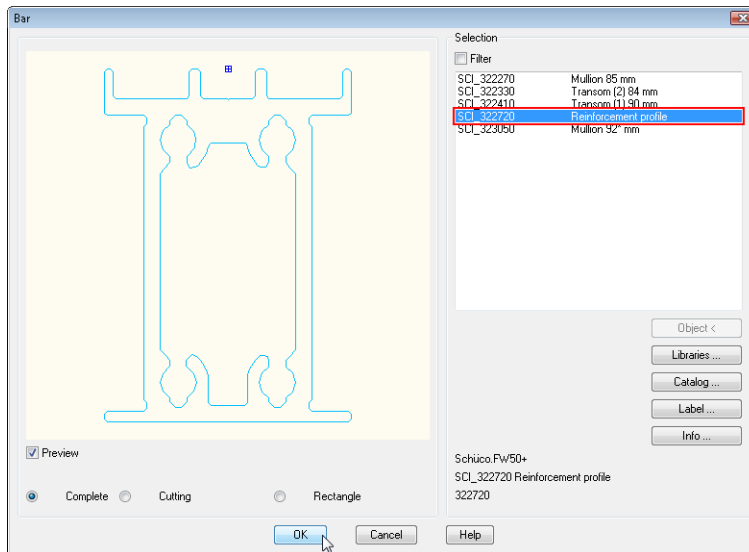 Bar
Selection
Filter
SCI_322270 Mullion 85 mm
SCI_322330 Transom (2) 84 mm
SCI_322410 Transom (1) 90 mm
SCI_322720 Reinforcement profile
SCI_323050 Mullion 92" mm
Object <
Libraries ...
Catalog ...
Label ...
Info ...
Preview
Schüco.FW50+
SCI_322720 Reinforcement profile
322720
Complete Cutting Rectangle
OK Cancel Help